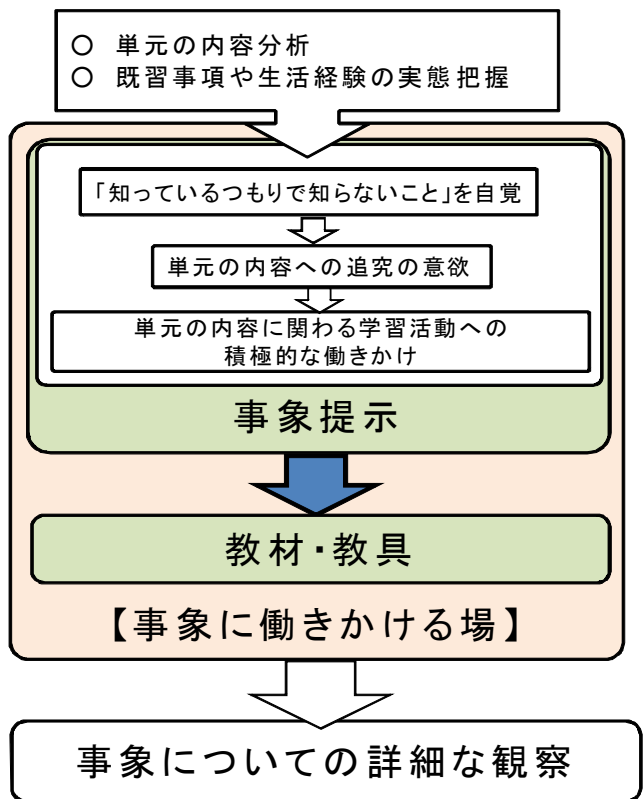 ○ 単元の内容分析
○ 既習事項や生活経験の実態把握
「知っているつもりで知らないこと」を自覚
単元の内容への追究の意欲
単元の内容に関わる学習活動への
積極的な働きかけ
事象提示
教材・教具
【事象に働きかける場】
事象についての詳細な観察